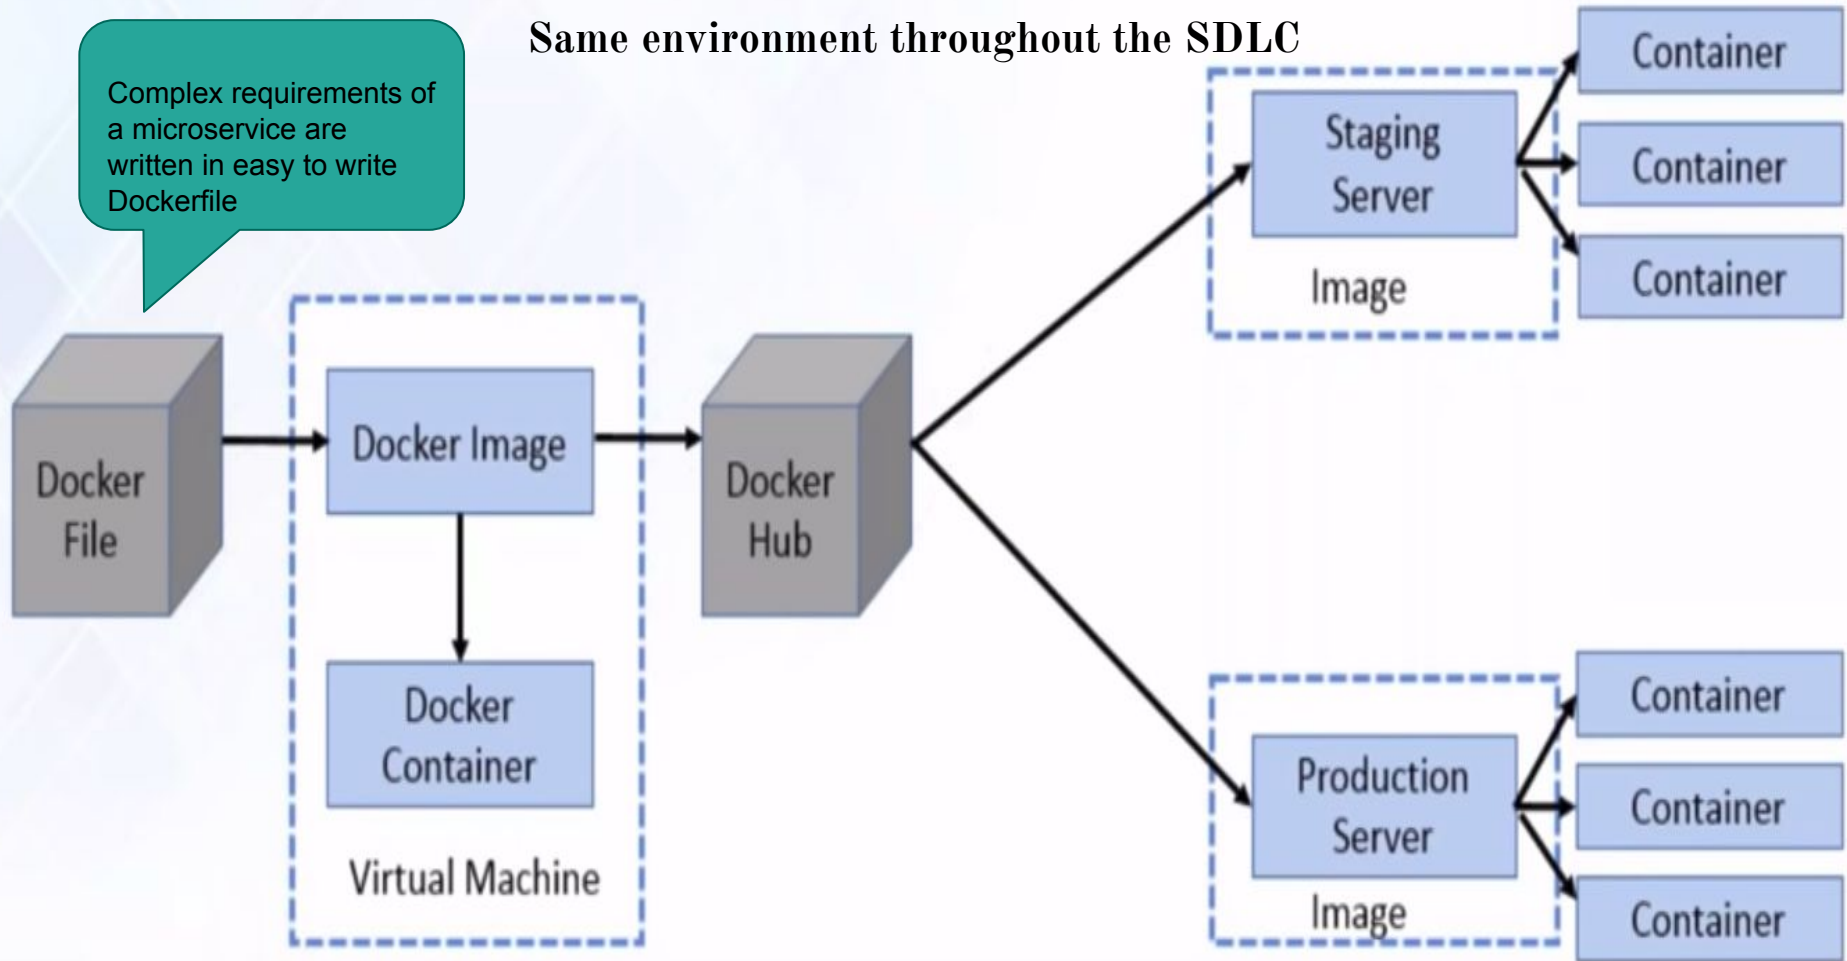 Same environment throughout the SDLC
Complex requirements of
a microservice are
written in easy to write
Dockerfile
Docker
File
Docker Image
Docker
Container
Virtual Machine
Docker
Hub
Staging
Server
Image
Container
Container
Container
Production
Server
Image
Container
Container
Container